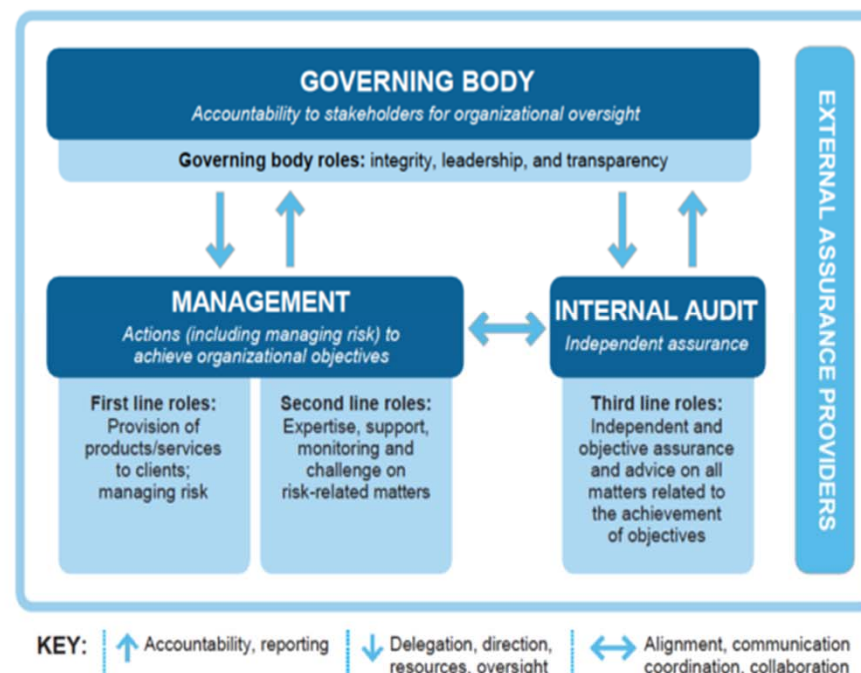 GOVERNING BODY
Accountability to stakeholders for organizational oversight
Governing body roles: integrity, leadership, and transparency
MANAGEMENT
Actions (including managing risk) to
achieve organizational objectives
First line roles:
Provision of
products/services
to clients;
managing risk
Second line roles:
Expertise, support,
monitoring and
challenge on
risk-related matters
INTERNAL AUDIT
Independent assurance
Third line roles:
Independent and
objective assurance
and advice on all
matters related to
the achievement
of objectives
EXTERNAL ASSURANCE PROVIDERS
KEY:
Accountability, reporting
Delegation, direction,
resources, oversight
Alignment, communication
coordination, collaboration